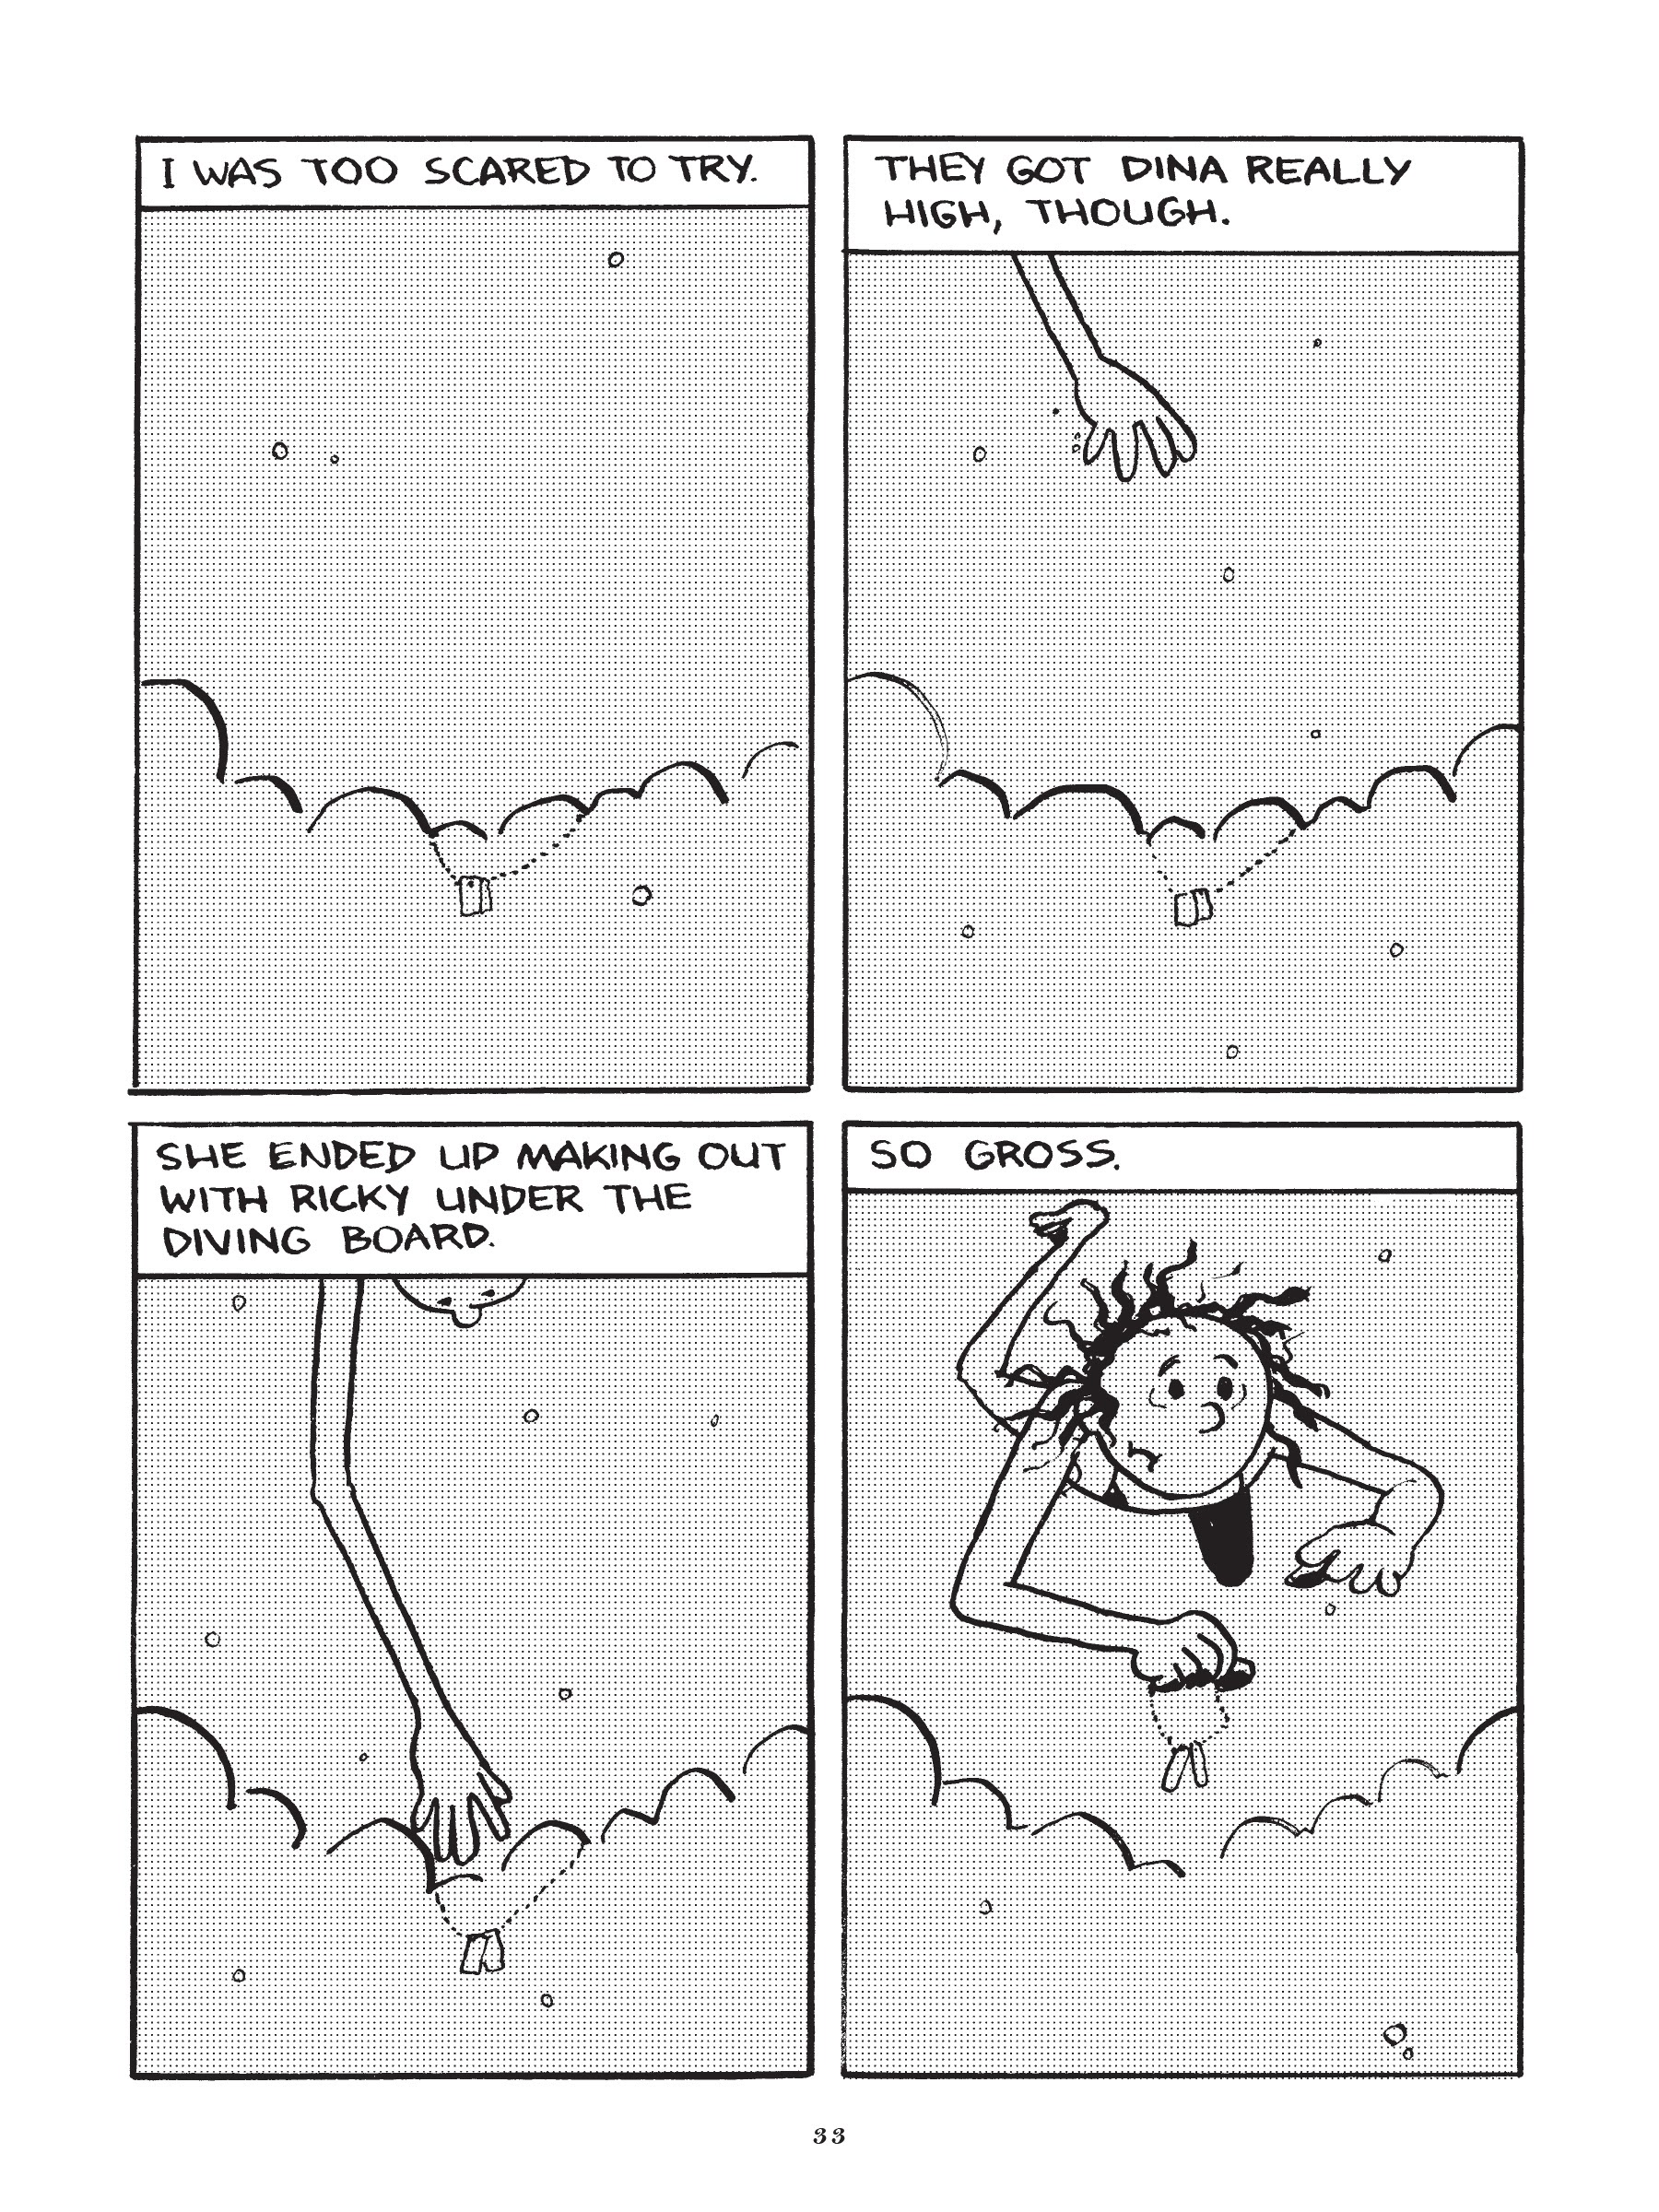 I WAS TOO SCARED TO TRY.
THEY GOT DINA REALLY
HIGH, THOUGH.
SHE ENDED UP MAKING OUT
WITH RICKY UNDER THE
DIVING BOARD.
SO GROSS.
33